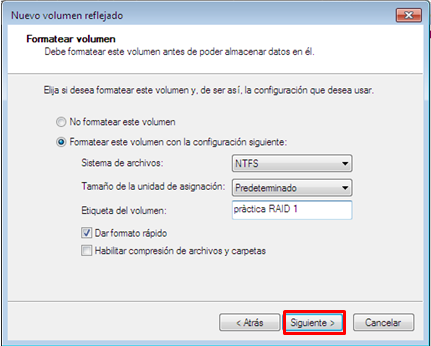 Nuevo volumen reflejado
Formatear volumen
Debe formatear este volumen antes de poder almacenar datos en él.
Elija si desea formatear este volumen y, de ser así, la configuración que desea usar.
No formatear este volumen
Formatear este volumen con la configuración siguiente:
Sistema de archivos: NTFS
Tamaño de la unidad de asignación: Predeterminado
Etiqueta del volumen: pràctica RAID 1
Dar formato rápido
Habilitar compresión de archivos y carpetas
< Atrás Siguiente > Cancelar